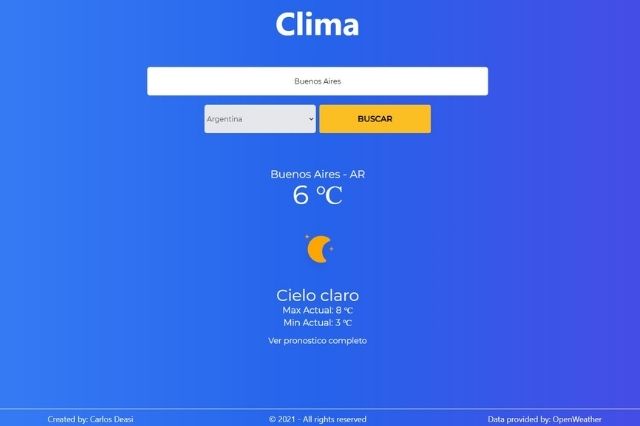 Clima
Buenos Aires
Argentina
BUSCAR
Buenos Aires - AR
6 °C
Cielo claro
Max Actual: 8 °C
Min Actual: 3 °C
Ver pronostico completo
Created by: Carlos Deasi
© 2021 - All rights reserved
Data provided by: OpenWeather